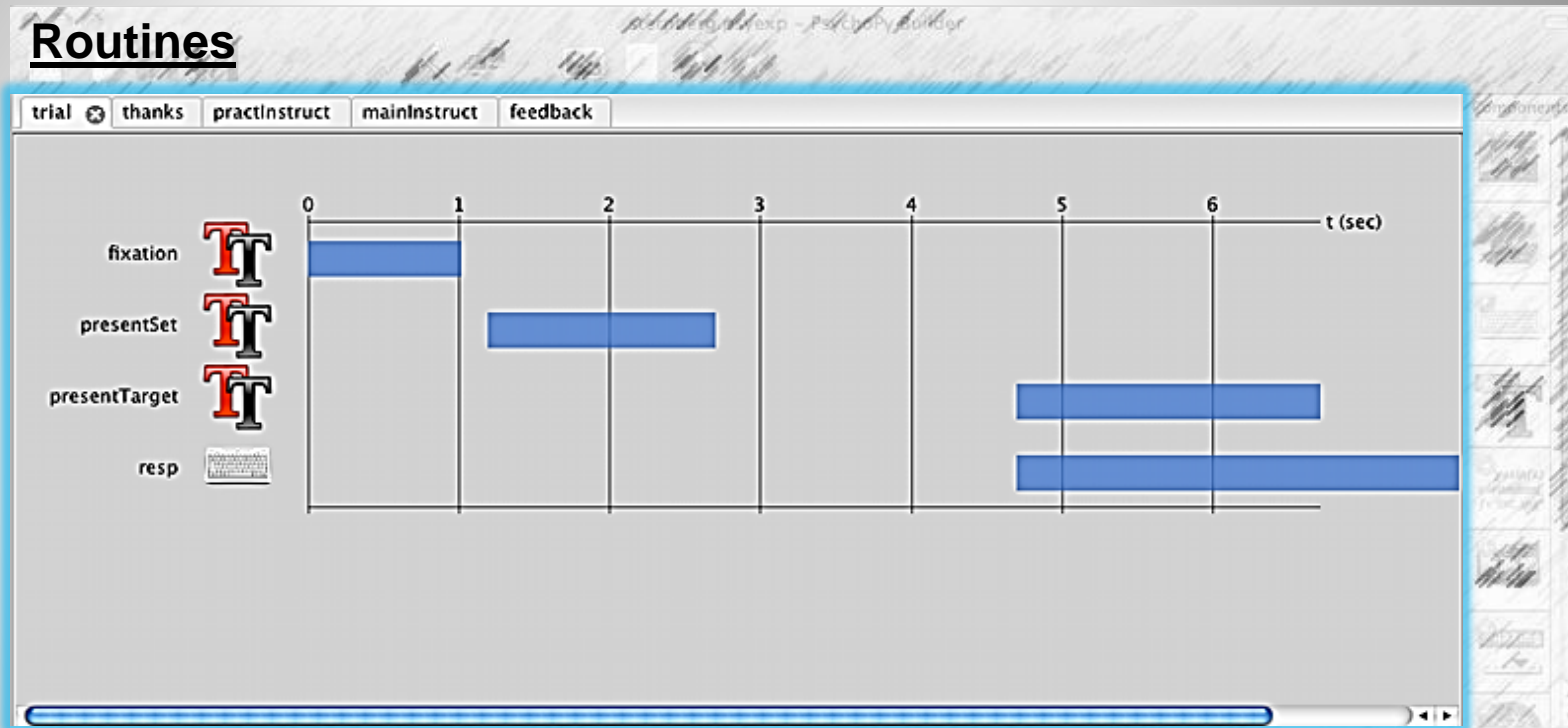 Routines
trial thanks practInstruct mainInstruct feedback
0 1 2 3 4 5 6
t (sec)
fixation
presentSet
presentTarget
resp